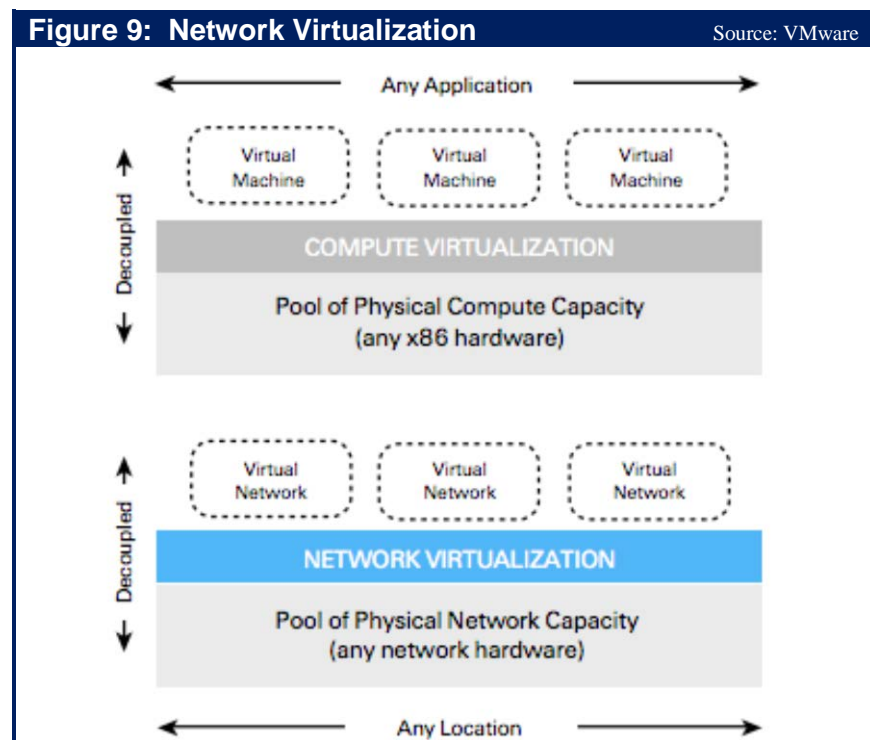 Figure 9: Network Virtualization Source: VMware
Any Application
Decoupled
Virtual Machine
Virtual Machine
Virtual Machine
COMPUTE VIRTUALIZATION
Pool of Physical Compute Capacity
(any x86 hardware)
Decoupled
Virtual Network
Virtual Network
Virtual Network
NETWORK VIRTUALIZATION
Pool of Physical Network Capacity
(any network hardware)
Any Location